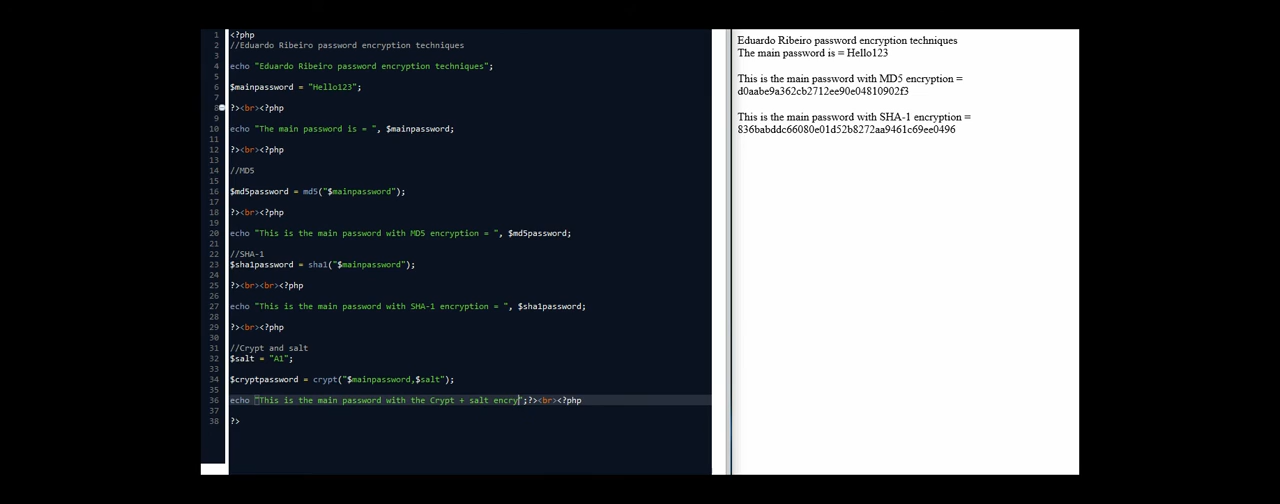 1 <?php
2 //Eduardo Ribeiro password encryption techniques
3
4 echo "Eduardo Ribeiro password encryption techniques";
5
6 $mainpassword = "Hello123";
7
8 ?><br><?php
9
10 echo "The main password is = ", $mainpassword;
11
12 ?><br><?php
13
14 //MD5
15
16 $md5password = md5("$mainpassword");
17
18 ?><br><?php
19
20 echo "This is the main password with MD5 encryption = ", $md5password;
21
22 //SHA-1
23 $sha1password = sha1("$mainpassword");
24
25 ?><br><br><?php
26
27 echo "This is the main password with SHA-1 encryption = ", $sha1password;
28
29 ?><br><?php
30
31 //Crypt and salt
32 $salt = "A1";
33
34 $cryptpassword = crypt("$mainpassword,$salt");
35
36 echo "This is the main password with the Crypt + salt encry";?><br><?php
37
38 ?>
Eduardo Ribeiro password encryption techniques
The main password is = Hello123
This is the main password with MD5 encryption =
d0aabe9a362cb2712ee90e04810902f3
This is the main password with SHA-1 encryption =
836babddc66080e01d52b8272aa9461c69ee0496